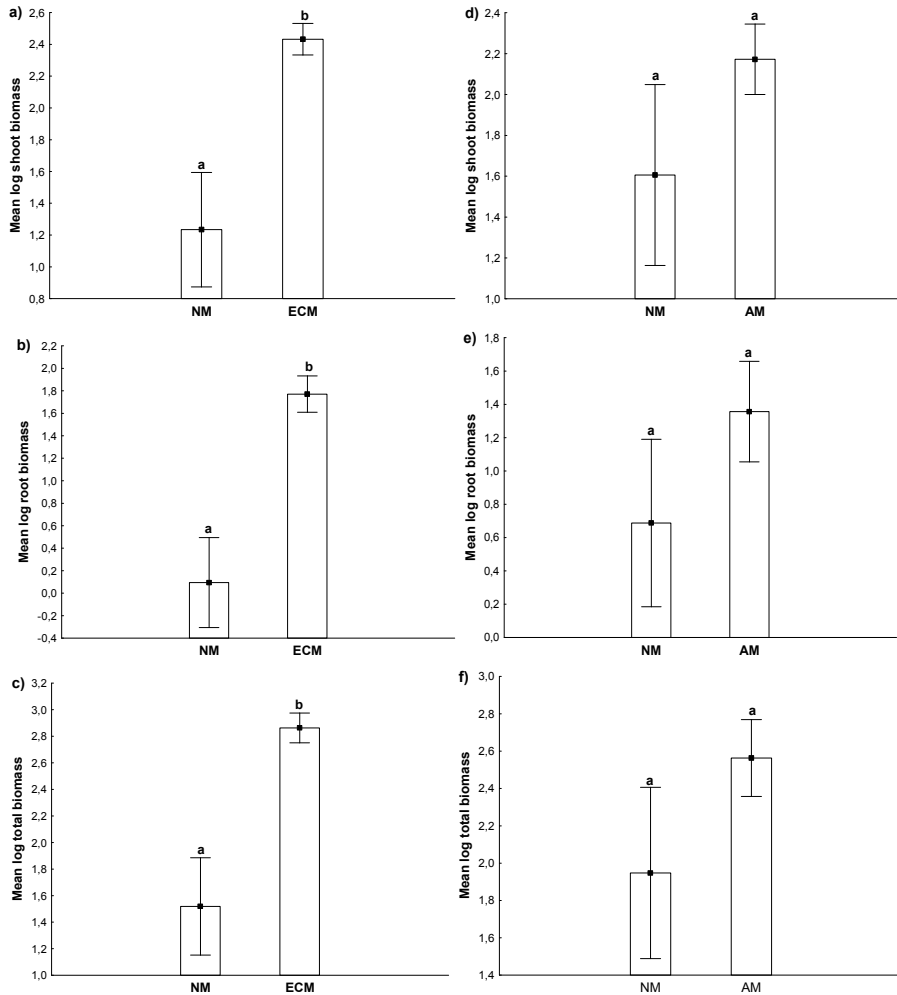 a)
Mean log shoot biomass
2,6
2,4
2,2
2,0
1,8
1,6
1,4
1,2
1,0
0,8
a
b
NM
ECM
d)
Mean log shoot biomass
2,4
2,2
2,0
1,8
1,6
1,4
1,2
1,0
a
a
NM
AM
b)
Mean log root biomass
2,2
2,0
1,8
1,6
1,4
1,2
1,0
0,8
0,6
0,4
0,2
0,0
-0,2
-0,4
a
b
NM
ECM
e)
Mean log root biomass
1,8
1,6
1,4
1,2
1,0
0,8
0,6
0,4
0,2
0,0
a
a
NM
AM
c)
Mean log total biomass
3,2
3,0
2,8
2,6
2,4
2,2
2,0
1,8
1,6
1,4
1,2
1,0
a
b
NM
ECM
f)
Mean log total biomass
3,0
2,8
2,6
2,4
2,2
2,0
1,8
1,6
1,4
a
a
NM
AM